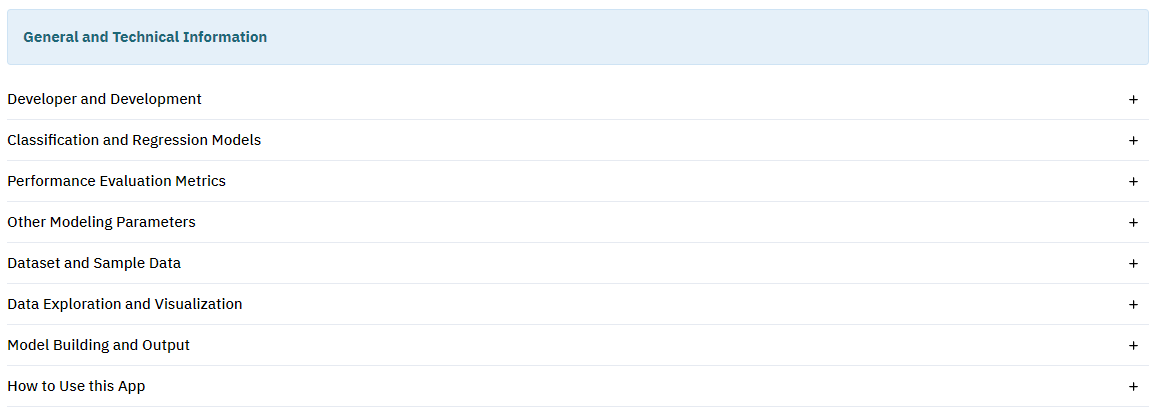 General and Technical Information
Developer and Development +
Classification and Regression Models +
Performance Evaluation Metrics +
Other Modeling Parameters +
Dataset and Sample Data +
Data Exploration and Visualization +
Model Building and Output +
How to Use this App +